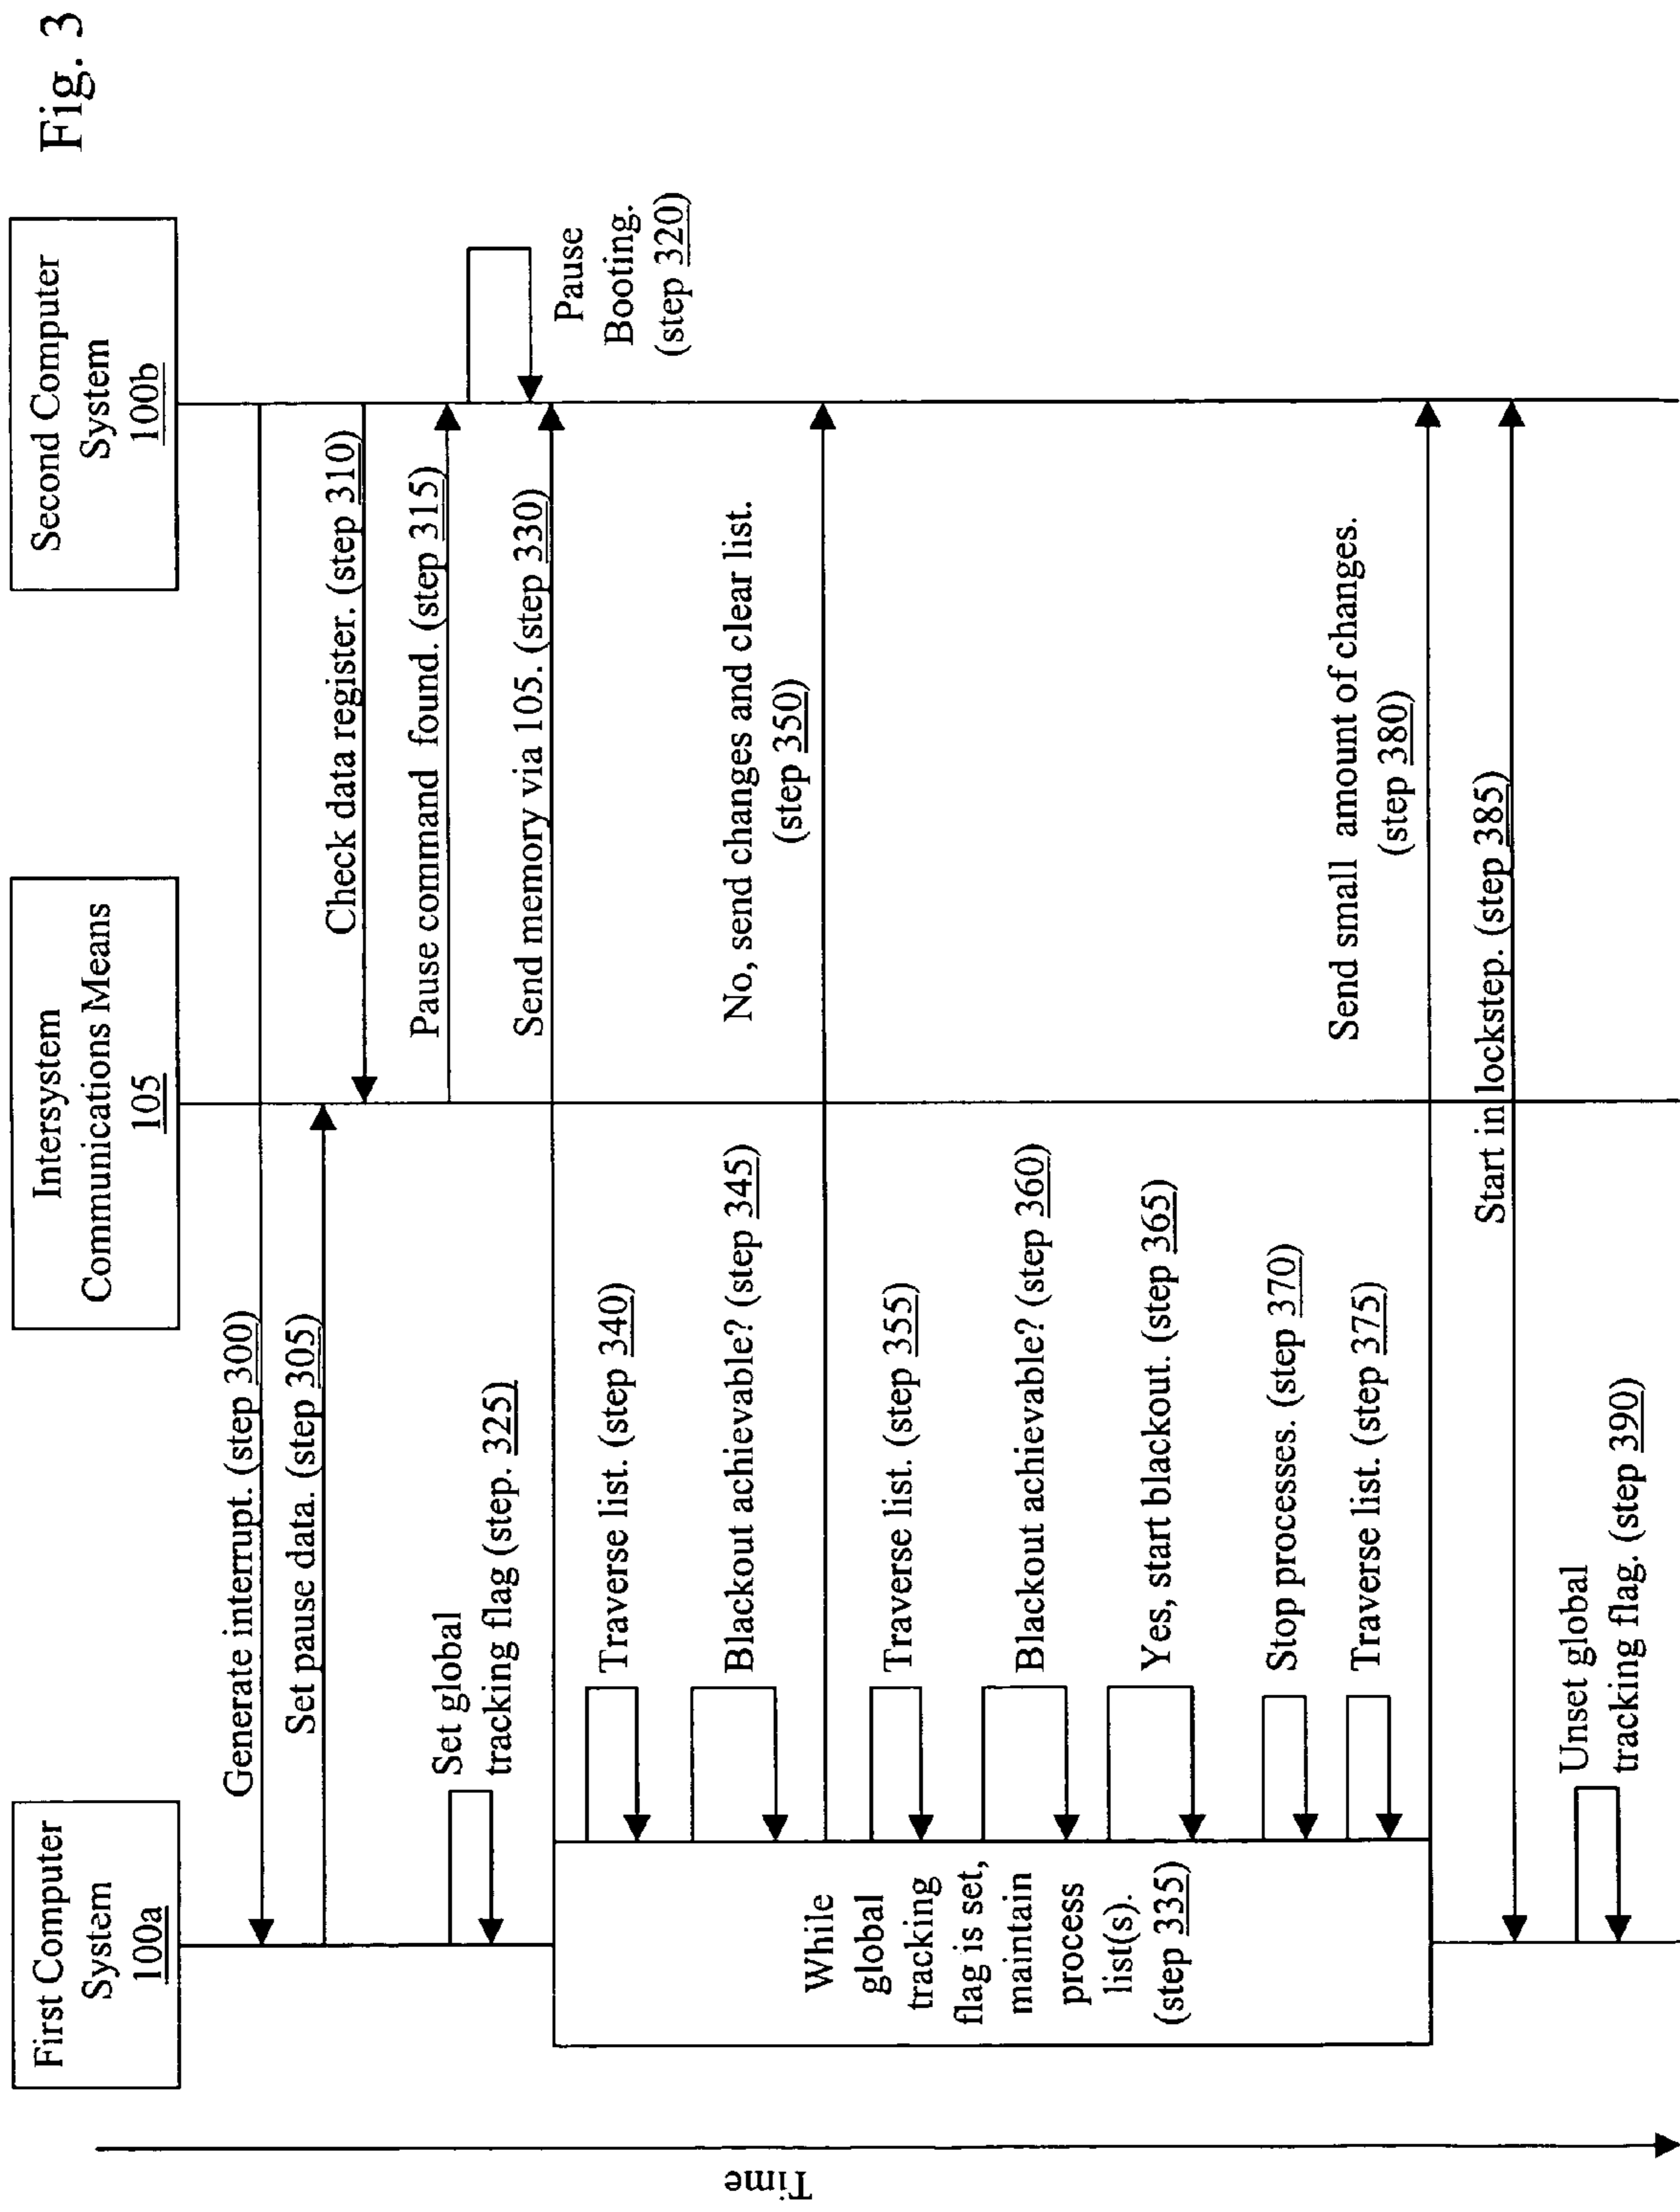 Fig. 3
First Computer
System
100a
Intersystem
Communications Means
105
Second Computer
System
100b
Generate interrupt. (step 300)
Set pause data. (step 305)
Check data register. (step 310)
Pause command found. (step 315)
Pause
Booting.
(step 320)
Set global
tracking flag (step. 325)
Send memory via 105. (step 330)
While
global
tracking
flag is set,
maintain
process
list(s).
(step 335)
Traverse list. (step 340)
Blackout achievable? (step 345)
No, send changes and clear list.
(step 350)
Traverse list. (step 355)
Blackout achievable? (step 360)
Yes, start blackout. (step 365)
Stop processes. (step 370)
Traverse list. (step 375)
Send small amount of changes.
(step 380)
Start in lockstep. (step 385)
Unset global
tracking flag. (step 390)
Time